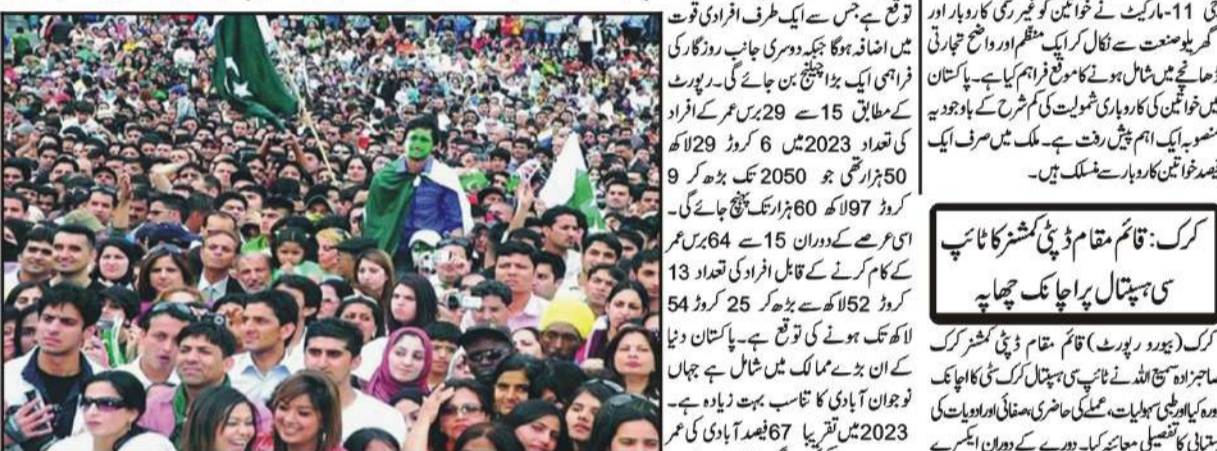 11-مارکیٹ نے خواتین کو غیر رسمی کاروبار اور
گھریلو صنعت سے نکال کر ایک منظم اور واضح تجارتی
ڈھانچے میں شامل ہونے کا موقع فراہم کیا ہے۔ پاکستان
میں خواتین کی کاروباری شمولیت کی کم شرح کے باوجود یہ
منصوبہ ایک اہم پیش رفت ہے۔ ملک میں صرف ایک
فیصد خواتین کاروبار سے منسلک ہیں۔
کرک: قائم مقام ڈپٹی کمشنر کا ٹائپ
سی ہسپتال پر اچانک چھاپہ
کرک (بیورو رپورٹ) قائم مقام ڈپٹی کمشنر کرک
صاحبزادہ سمیع اللہ نے ٹائپ سی ہسپتال کرک سٹی کا اچانک
دورہ کیا اور طبی سہولیات، عملے کی حاضری، صفائی اور ادویات کی
دستیابی کا تفصیلی معائنہ کیا۔ دورے کے دوران ایکسرے
توقع ہے جس سے ایک طرف افرادی قوت
میں اضافہ ہوگا جبکہ دوسری جانب روزگار کی
فراہمی ایک بڑا چیلنج بن جائے گی۔ رپورٹ
کے مطابق 15 سے 29 برس عمر کے افراد
کی تعداد 2023 میں 6 کروڑ 29 لاکھ
50 ہزار تھی جو 2050 تک بڑھ کر 9
کروڑ 97 لاکھ 60 ہزار تک پہنچ جائے گی۔
اسی عرصے کے دوران 15 سے 64 برس عمر
کے کام کرنے کے قابل افراد کی تعداد 13
کروڑ 52 لاکھ سے بڑھ کر 25 کروڑ 54
لاکھ تک ہونے کی توقع ہے۔ پاکستان دنیا
کے ان بڑے ممالک میں شامل ہے جہاں
نوجوان آبادی کا تناسب بہت زیادہ ہے۔
2023 میں تقریبا 67 فیصد آبادی کی عمر